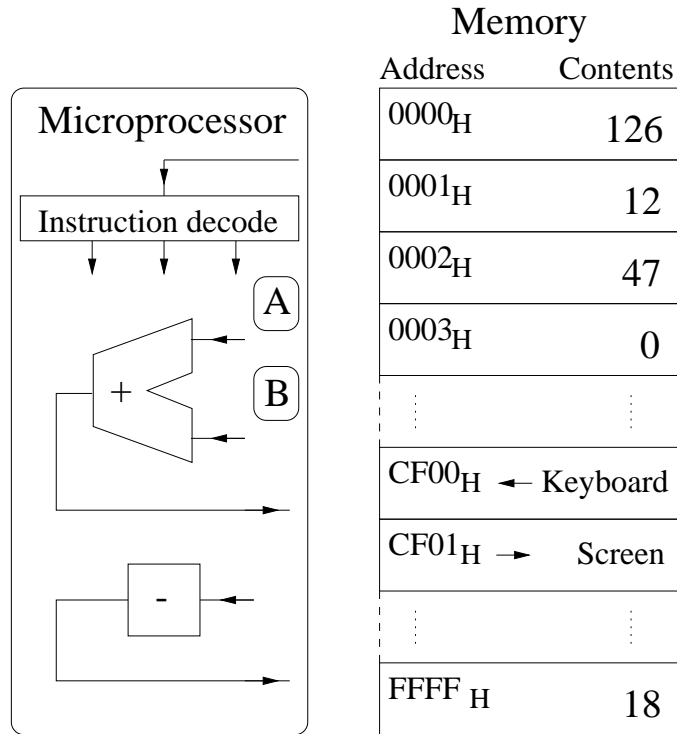 Memory
Address Contents
Microprocessor
0000H 126
Instruction decode
0001H 12
0002H 47
A
0003H 0
+
B
CF00H Keyboard
CF01H Screen
-
FFFF H 18